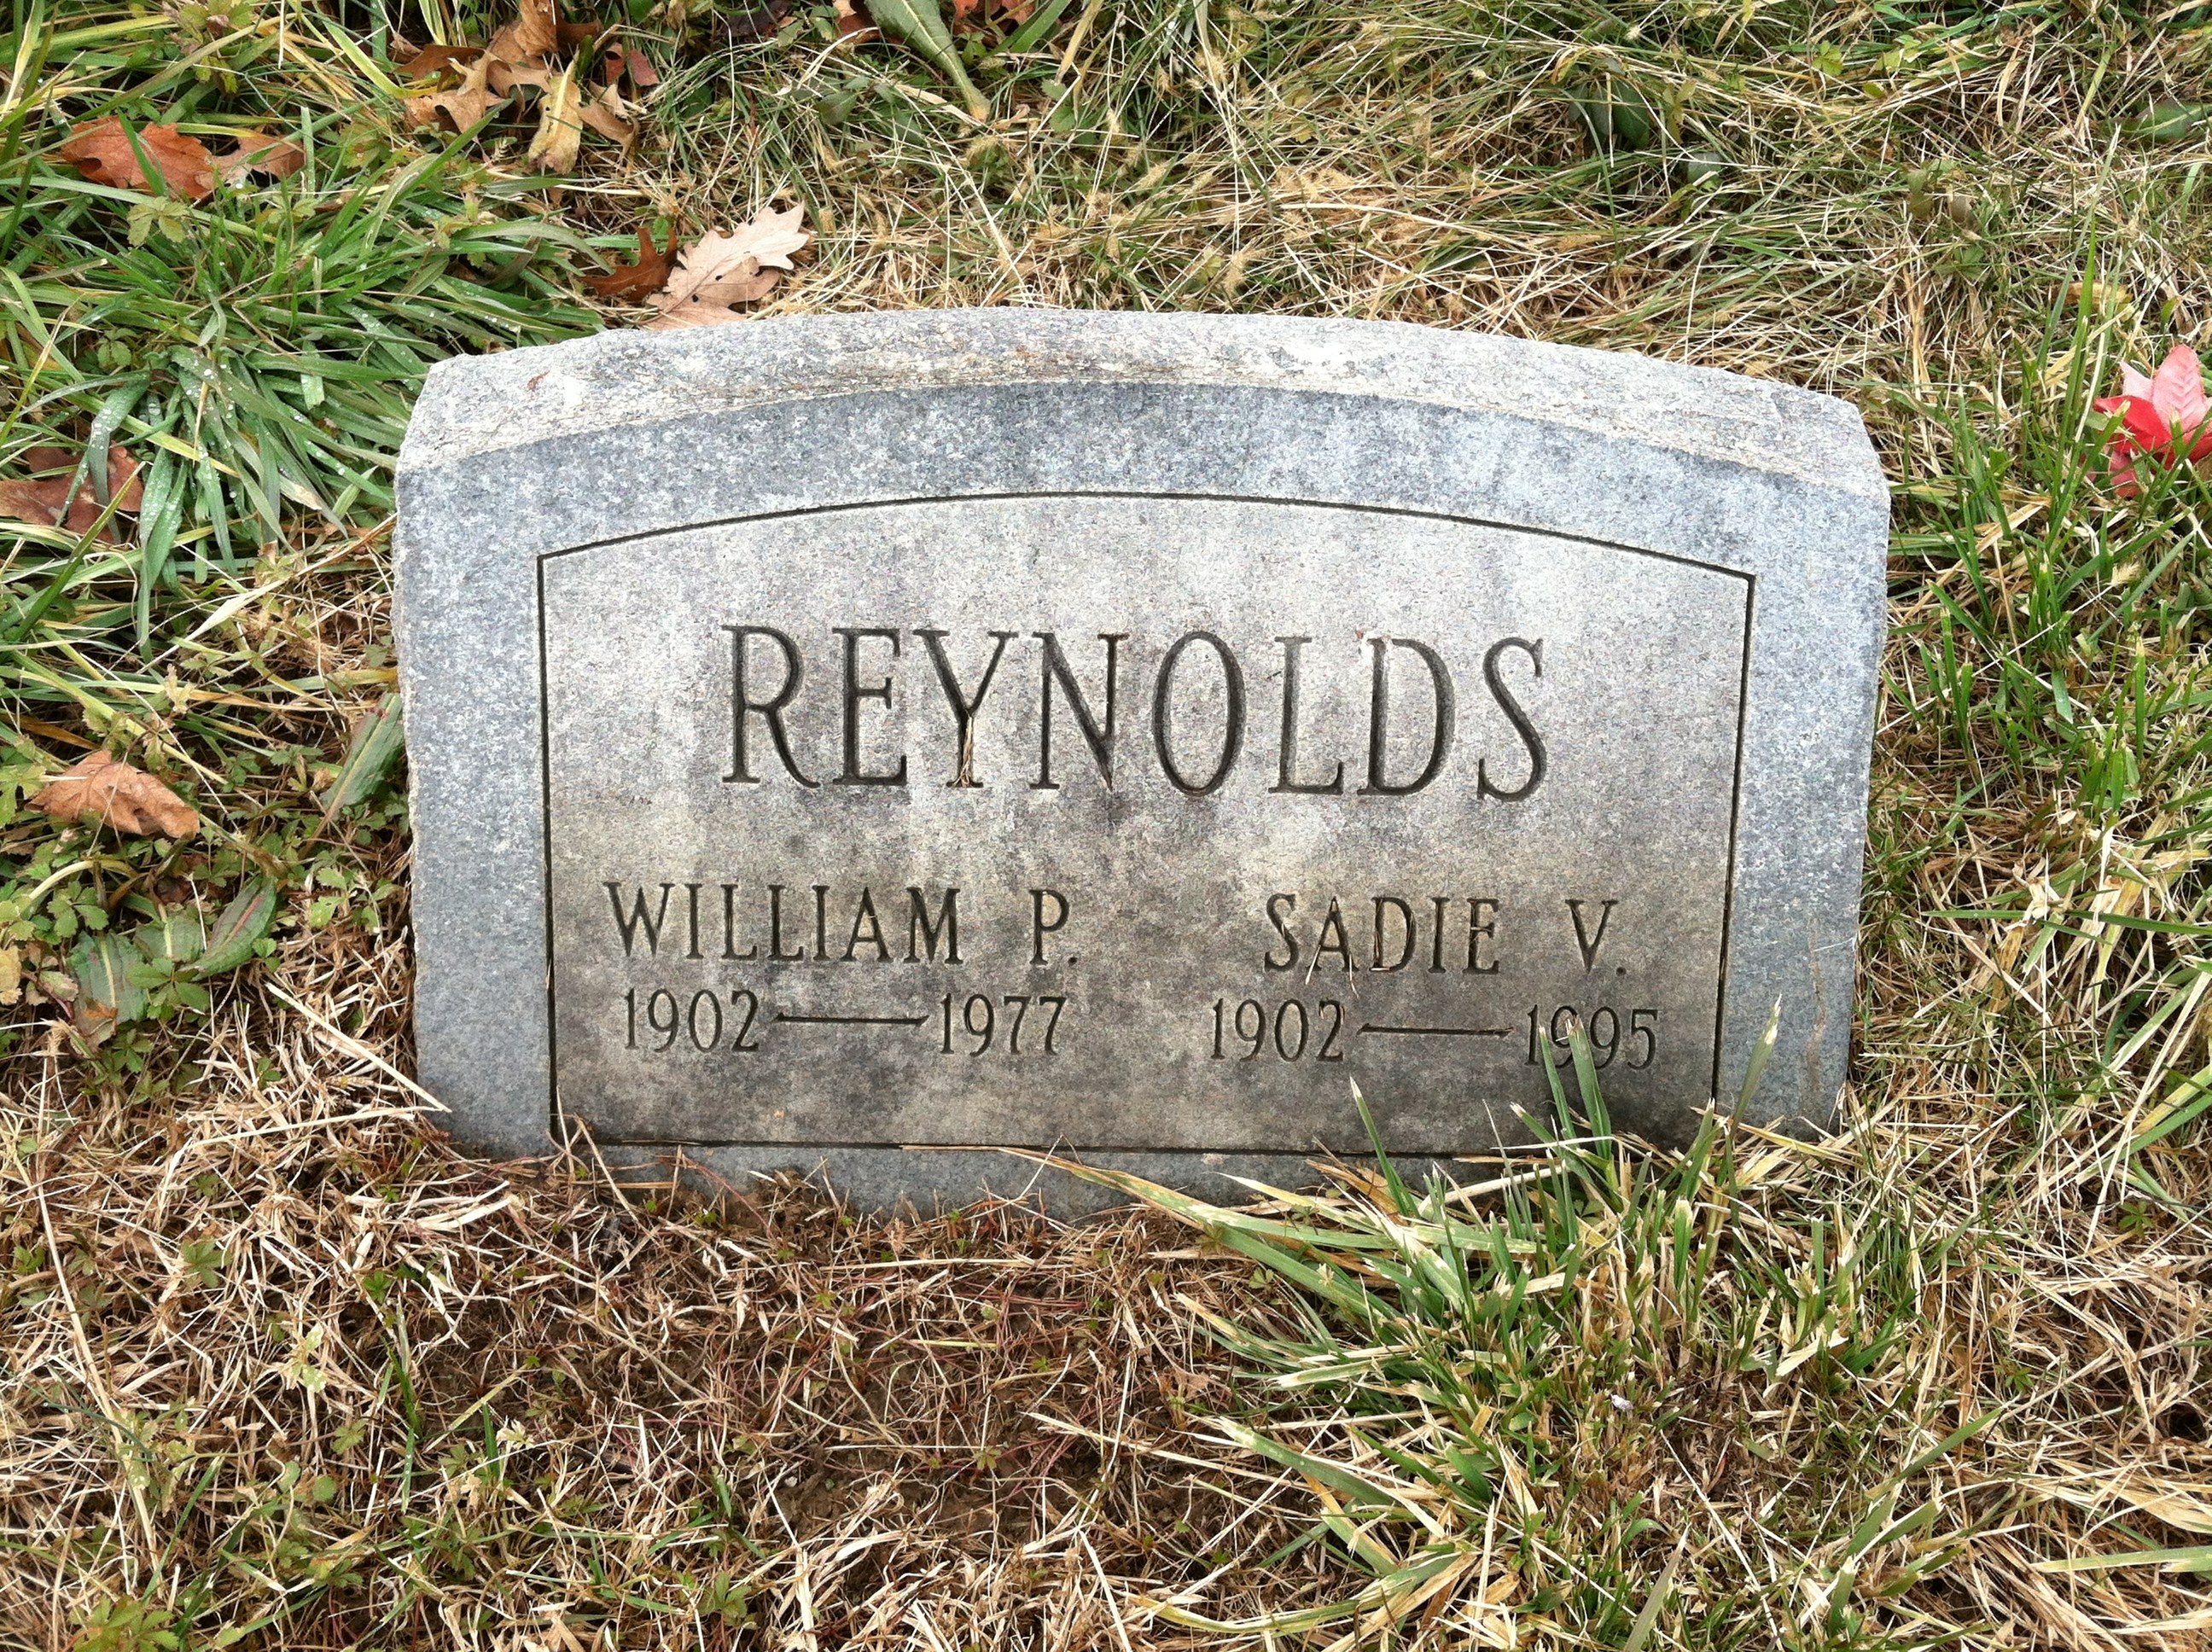 REYNOLDS
WILLIAM P. SADIE V.
1902—1977 1902—1995